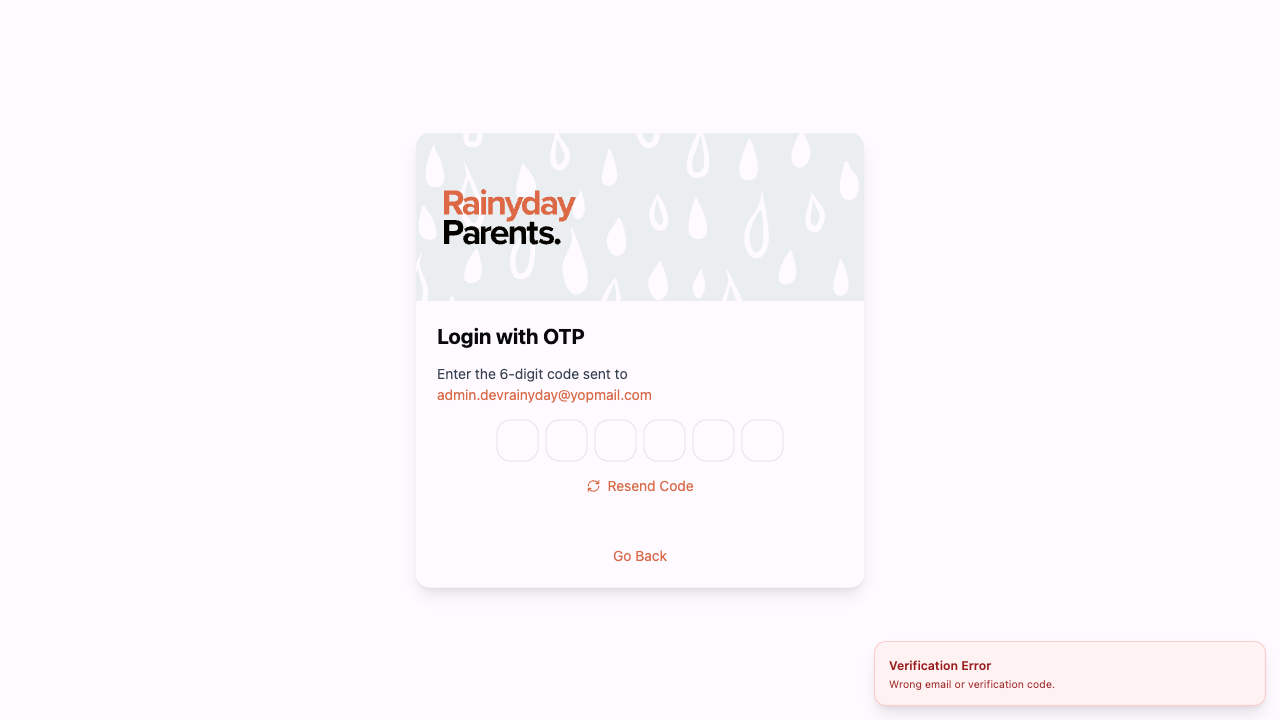 Rainyday
Parents.
Login with OTP
Enter the 6-digit code sent to
admin.devrainyday@yopmail.com
Resend Code
Go Back
Verification Error
Wrong email or verification code.